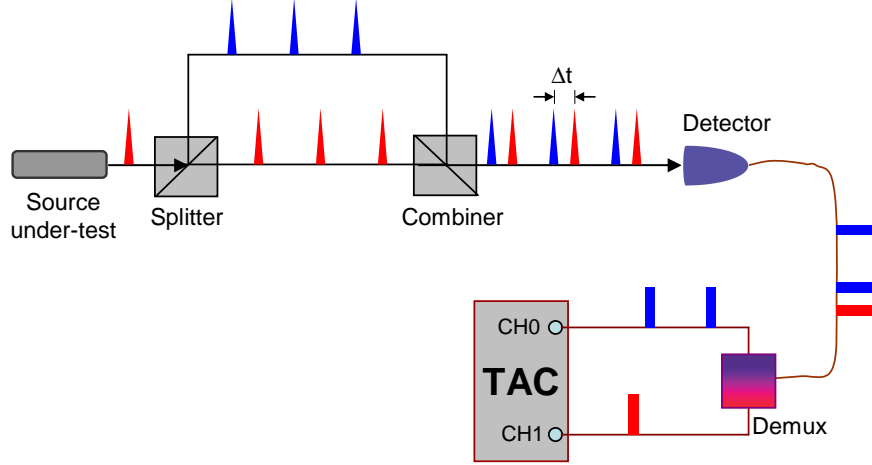 Δt
Detector
Source
under-test
Splitter
Combiner
CH0
TAC
CH1
Demux